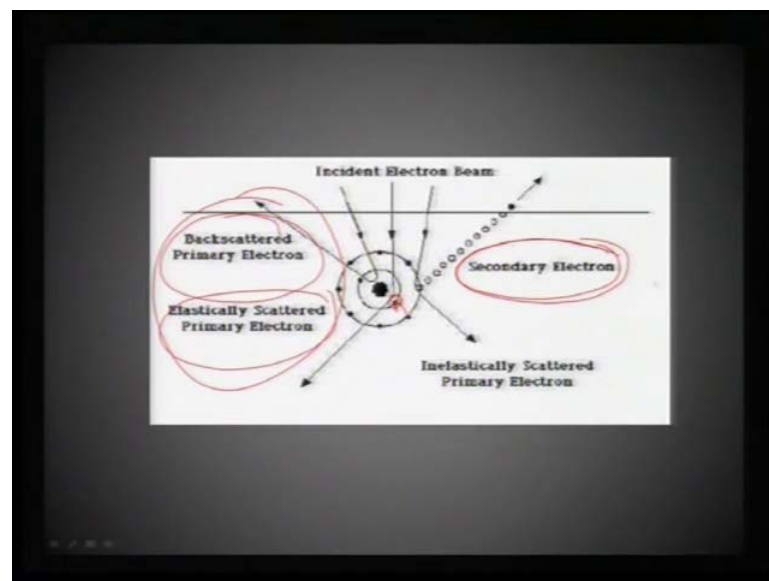 Incident Electron Beam
Backscattered
Primary Electron
Secondary Electron
Elastically Scattered
Primary Electron
Inelastically Scattered
Primary Electron